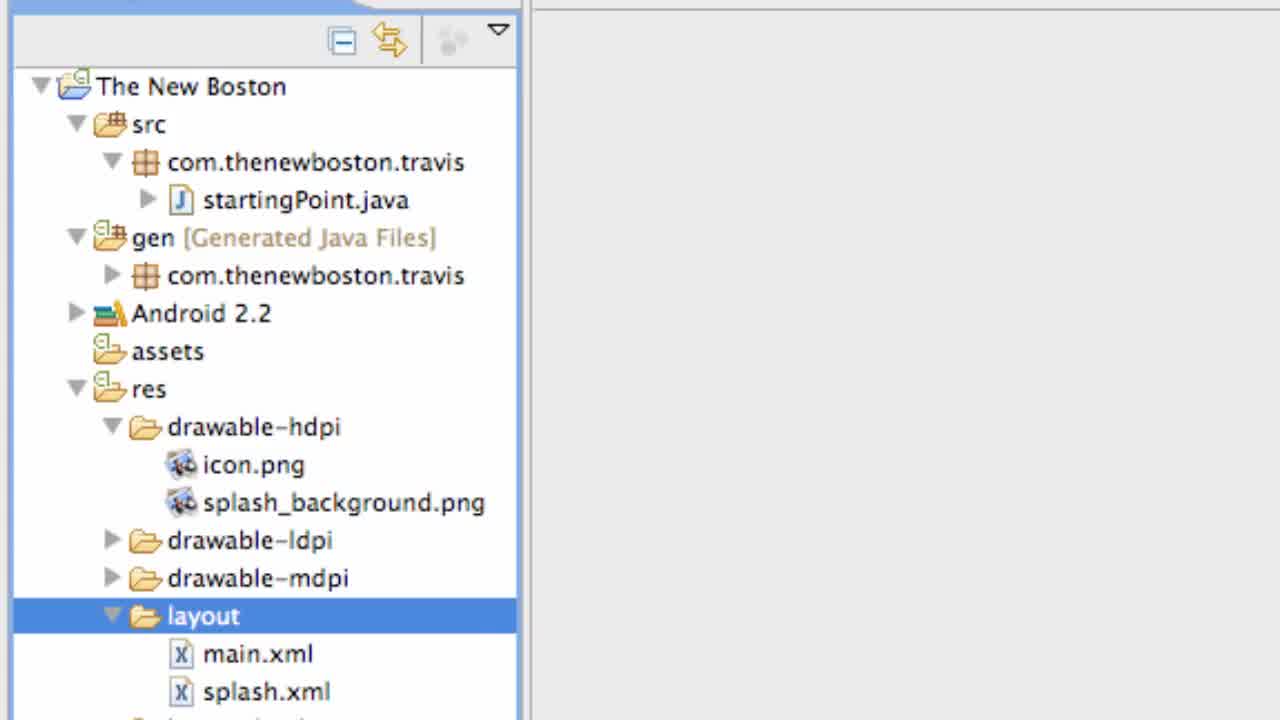 The New Boston
src
com.thenewboston.travis
startingPoint.java
gen [Generated Java Files]
com.thenewboston.travis
Android 2.2
assets
res
drawable-hdpi
icon.png
splash_background.png
drawable-ldpi
drawable-mdpi
layout
main.xml
splash.xml